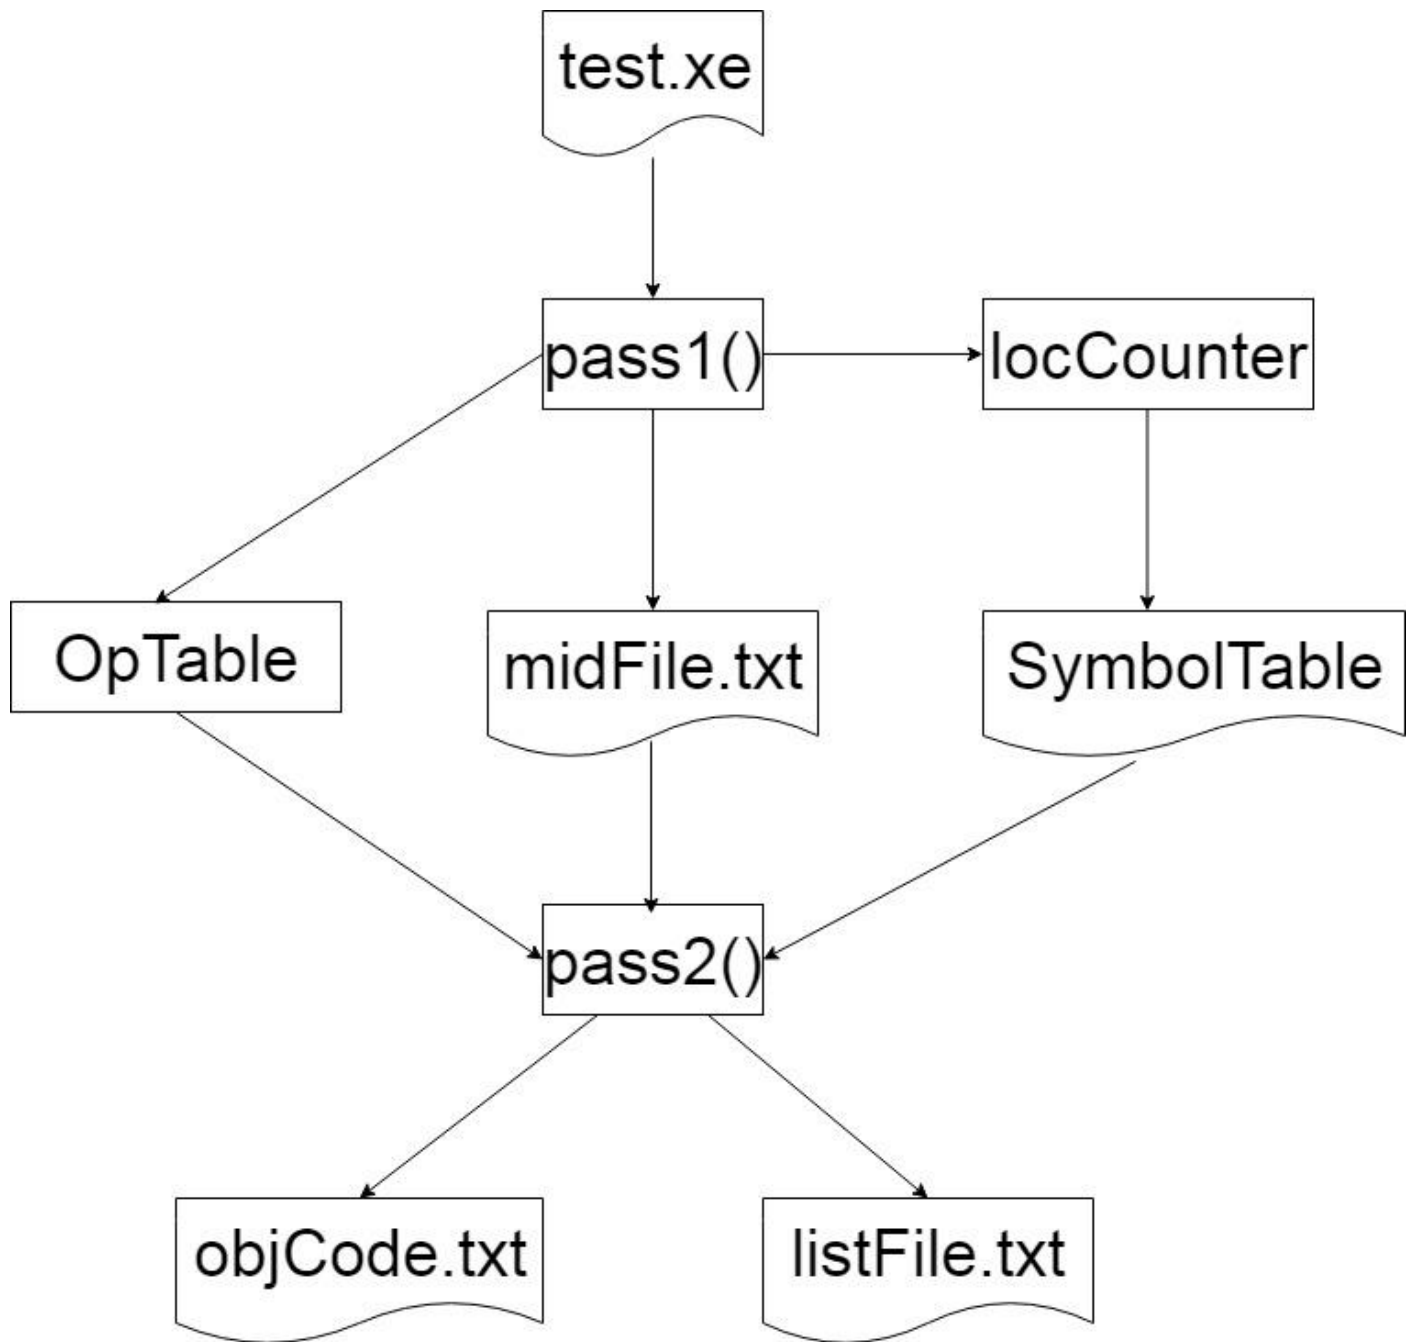 test.xe
pass1()
locCounter
OpTable
midFile.txt
SymbolTable
pass2()
objCode.txt
listFile.txt